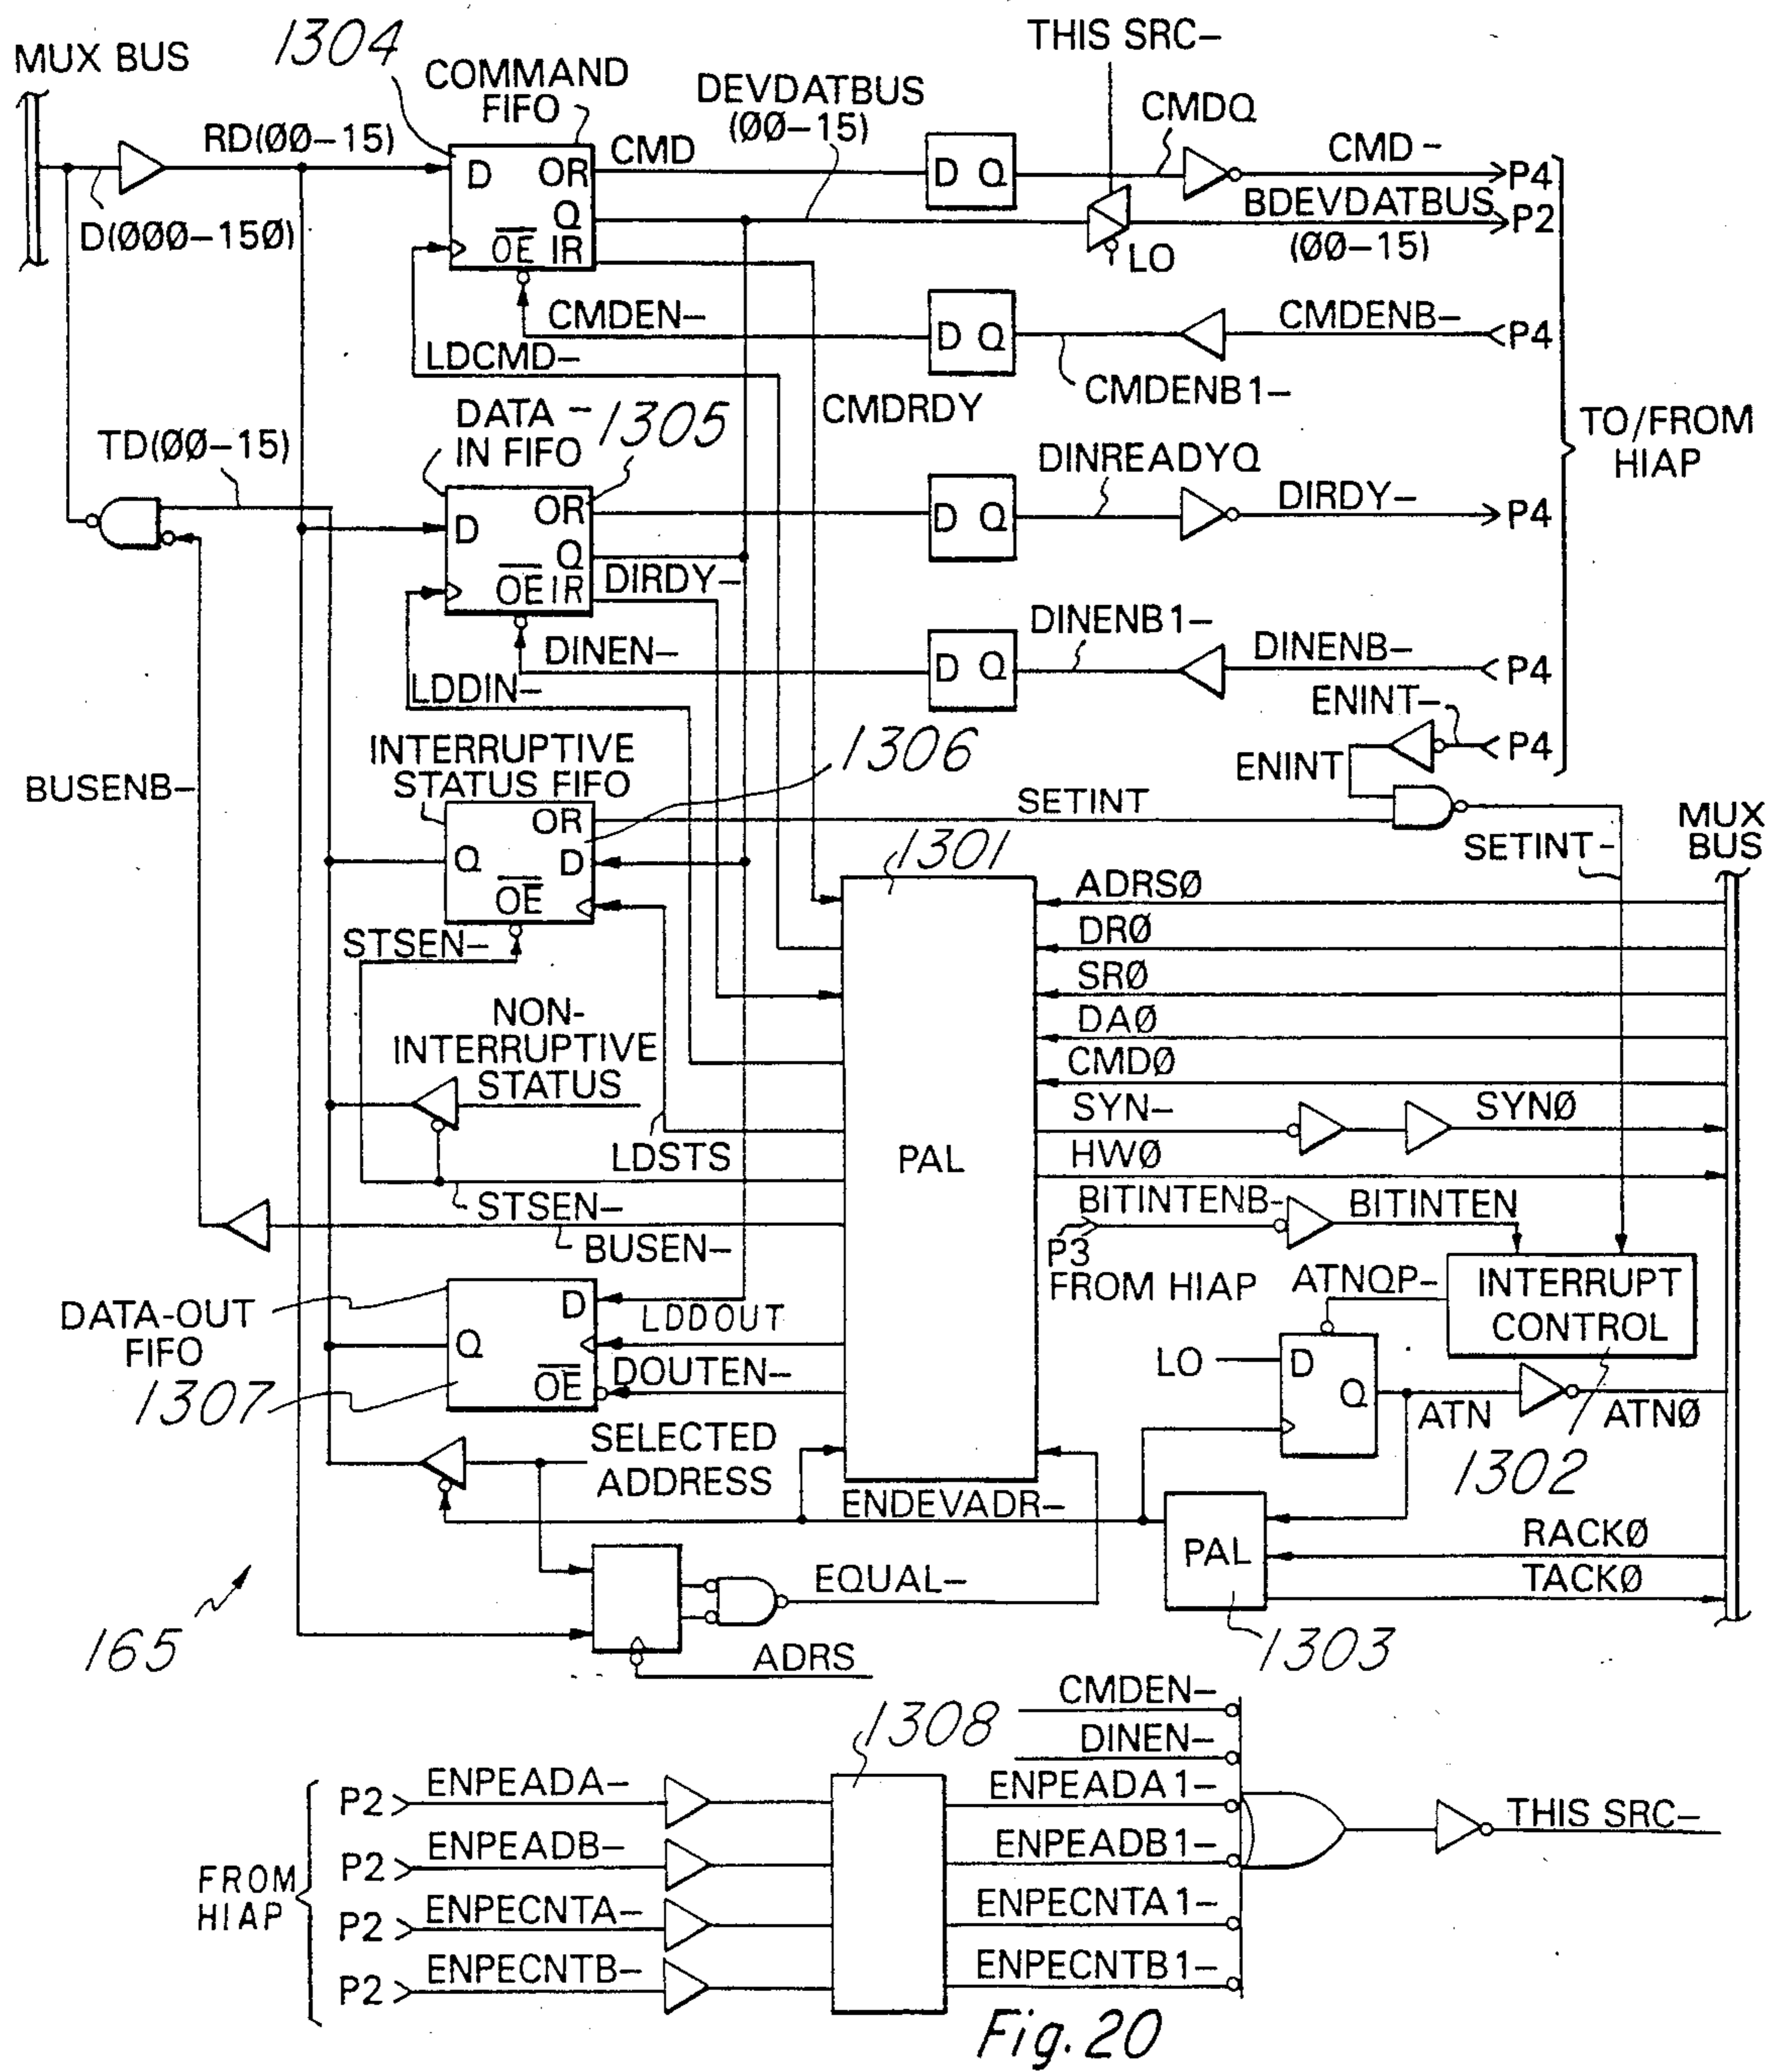 THIS SRC-
MUX BUS
1304
COMMAND
FIFO
DEVDATBUS
(ØØ-15)
CMDQ
RD(ØØ-15)
D OR
Q
OE IR
CMD
D Q
CMD-
P4
BDEVDATBUS
(ØØ-15)
P2
D(ØØØ-15Ø)
LO
CMDEN-
D Q
CMDENB-
P4
LDCMD-
CMDENB1-
CMDRDY
DATA-
IN FIFO
1305
TO/FROM
HIAP
TD(ØØ-15)
DINREADYQ
D OR
Q
OE IR
D Q
DIRDY-
P4
DIRDY-
DINENB1-
DINEN-
D Q
DINENB-
P4
LDDIN-
ENINT-
P4
INTERRUPTIVE
STATUS FIFO
1306
ENINT
BUSENB-
SETINT
OR
Q D
OE
1301
SETINT-
MUX
BUS
ADRSØ
DRØ
STSEN-
SRØ
NON-
INTERRUPTIVE
STATUS
DAØ
CMDØ
SYN-
SYNØ
LDSTS
PAL
HWØ
STSEN-
BITINTENB-
BITINTEN
BUSEN-
P3
FROM HIAP
ATNQP-
INTERRUPT
CONTROL
DATA-OUT
FIFO
D
Q
OE
LDDOUT
DOUTEN-
LO
D
Q
ATN
ATNØ
1307
1302
SELECTED
ADDRESS
ENDEVADR-
PAL
RACKØ
TACKØ
EQUAL-
165
ADRS
1303
CMDEN-
1308
DINEN-
FROM
HIAP
P2
ENPEADA-
ENPEADA1-
P2
ENPEADB-
ENPEADB1-
THIS SRC-
P2
ENPECNTA-
ENPECNTA1-
P2
ENPECNTB-
ENPECNTB1-
Fig. 20